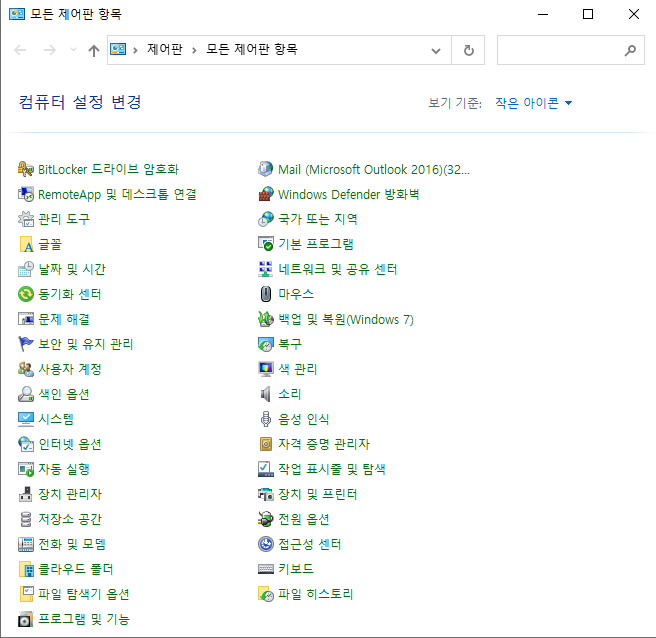 모든 제어판 항목
제어판 › 모든 제어판 항목
컴퓨터 설정 변경
보기 기준: 작은 아이콘
BitLocker 드라이브 암호화
RemoteApp 및 데스크톱 연결
관리 도구
글꼴
날짜 및 시간
동기화 센터
문제 해결
보안 및 유지 관리
사용자 계정
색인 옵션
시스템
인터넷 옵션
자동 실행
장치 관리자
저장소 공간
전화 및 모뎀
클라우드 폴더
파일 탐색기 옵션
프로그램 및 기능
Mail (Microsoft Outlook 2016)(32...
Windows Defender 방화벽
국가 또는 지역
기본 프로그램
네트워크 및 공유 센터
마우스
백업 및 복원(Windows 7)
복구
색 관리
소리
음성 인식
자격 증명 관리자
작업 표시줄 및 탐색
장치 및 프린터
전원 옵션
접근성 센터
키보드
파일 히스토리